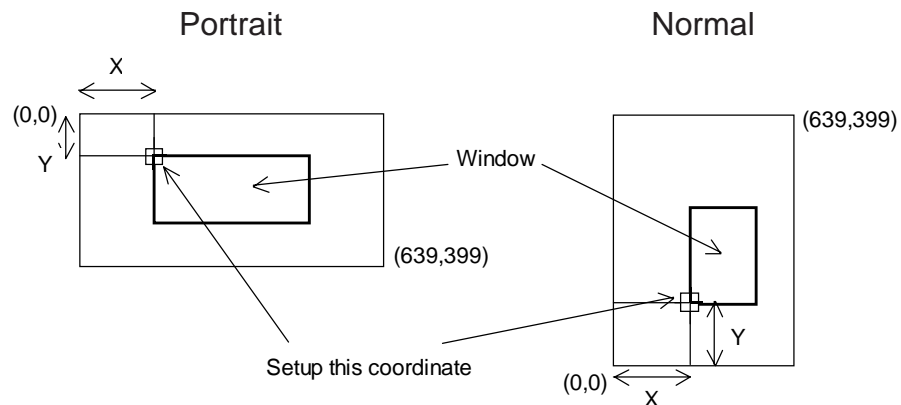 Portrait
Normal
X
(0,0)
Y
Window
(639,399)
(639,399)
Setup this coordinate
Y
(0,0)
X